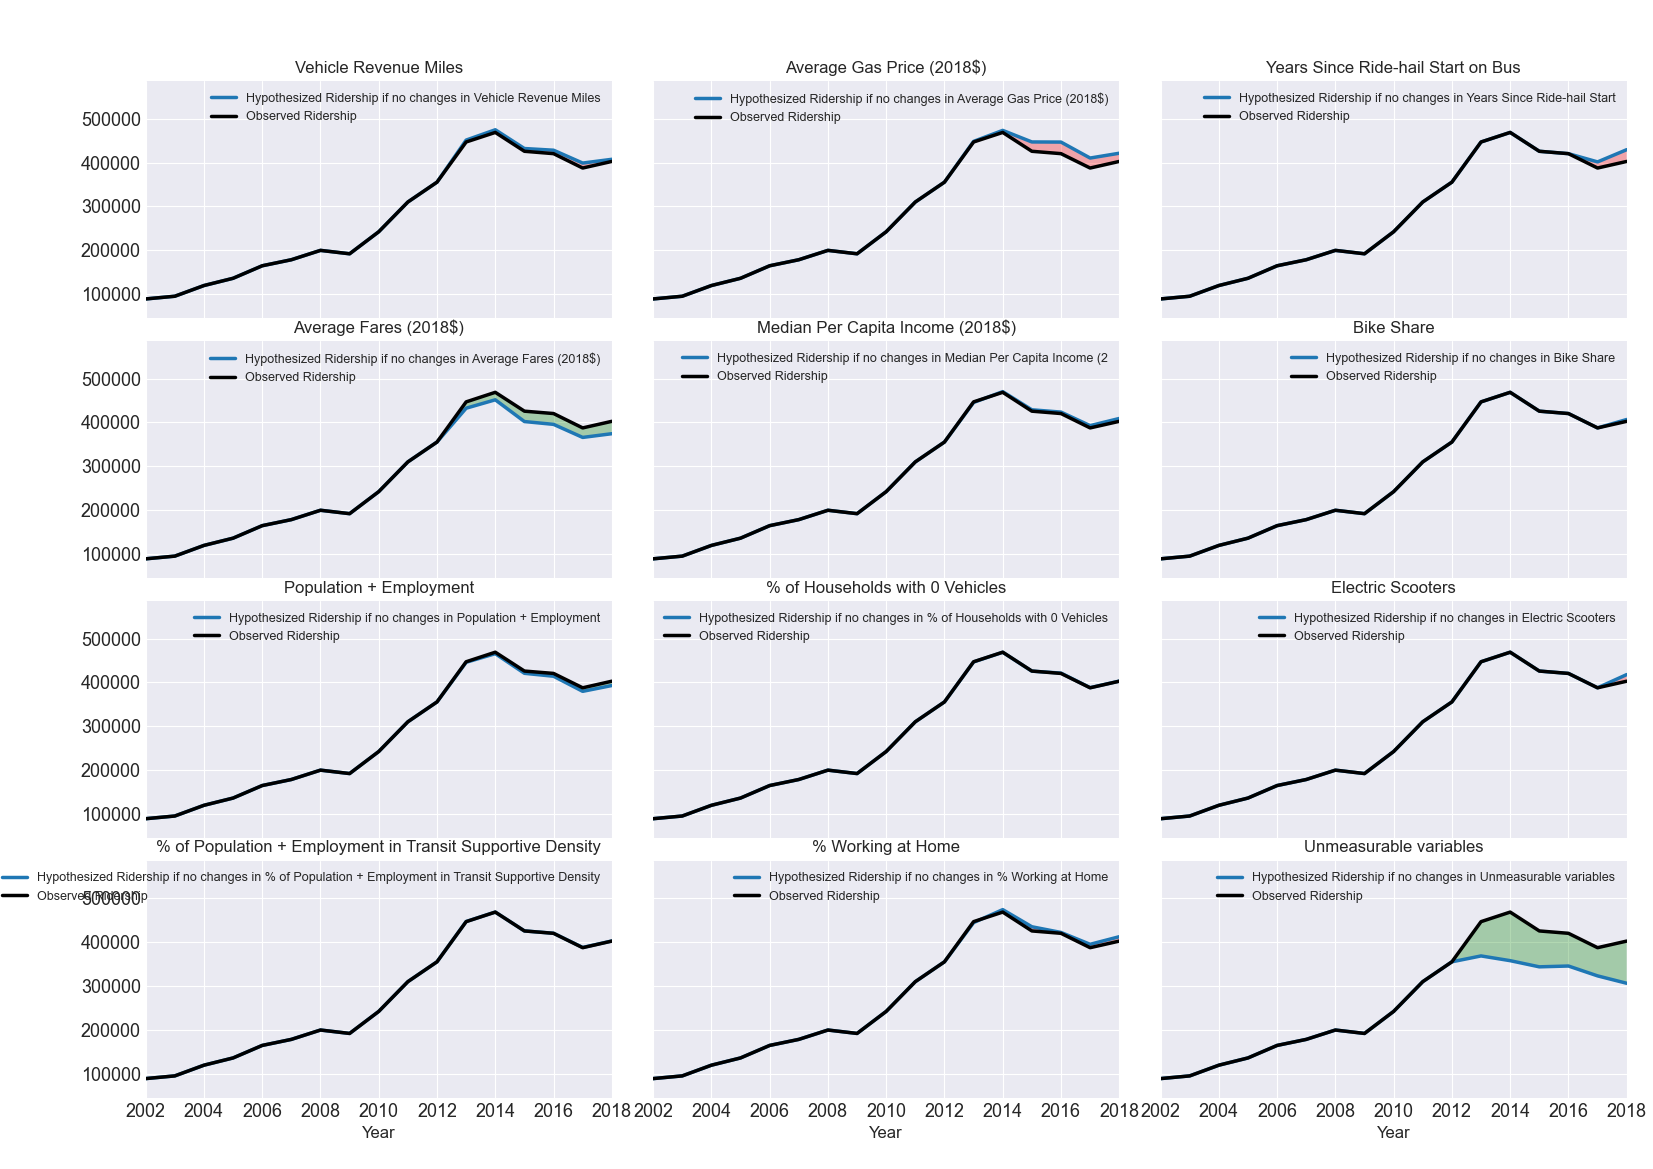 Vehicle Revenue Miles
Hypothesized Ridership if no changes in Vehicle Revenue Miles
Observed Ridership
500000
400000
300000
200000
100000
Average Gas Price (2018$)
Hypothesized Ridership if no changes in Average Gas Price (2018$)
Observed Ridership
Years Since Ride-hail Start on Bus
Hypothesized Ridership if no changes in Years Since Ride-hail Start
Observed Ridership
Average Fares (2018$)
Hypothesized Ridership if no changes in Average Fares (2018$)
Observed Ridership
500000
400000
300000
200000
100000
Median Per Capita Income (2018$)
Hypothesized Ridership if no changes in Median Per Capita Income (2
Observed Ridership
Bike Share
Hypothesized Ridership if no changes in Bike Share
Observed Ridership
Population + Employment
Hypothesized Ridership if no changes in Population + Employment
Observed Ridership
500000
400000
300000
200000
100000
% of Households with 0 Vehicles
Hypothesized Ridership if no changes in % of Households with 0 Vehicles
Observed Ridership
Electric Scooters
Hypothesized Ridership if no changes in Electric Scooters
Observed Ridership
% of Population + Employment in Transit Supportive Density
Hypothesized Ridership if no changes in % of Population + Employment in Transit Supportive Density
Observed Ridership
500000
400000
300000
200000
100000
2002 2004 2006 2008 2010 2012 2014 2016 2018
Year
% Working at Home
Hypothesized Ridership if no changes in % Working at Home
Observed Ridership
2002 2004 2006 2008 2010 2012 2014 2016 2018
Year
Unmeasurable variables
Hypothesized Ridership if no changes in Unmeasurable variables
Observed Ridership
2002 2004 2006 2008 2010 2012 2014 2016 2018
Year